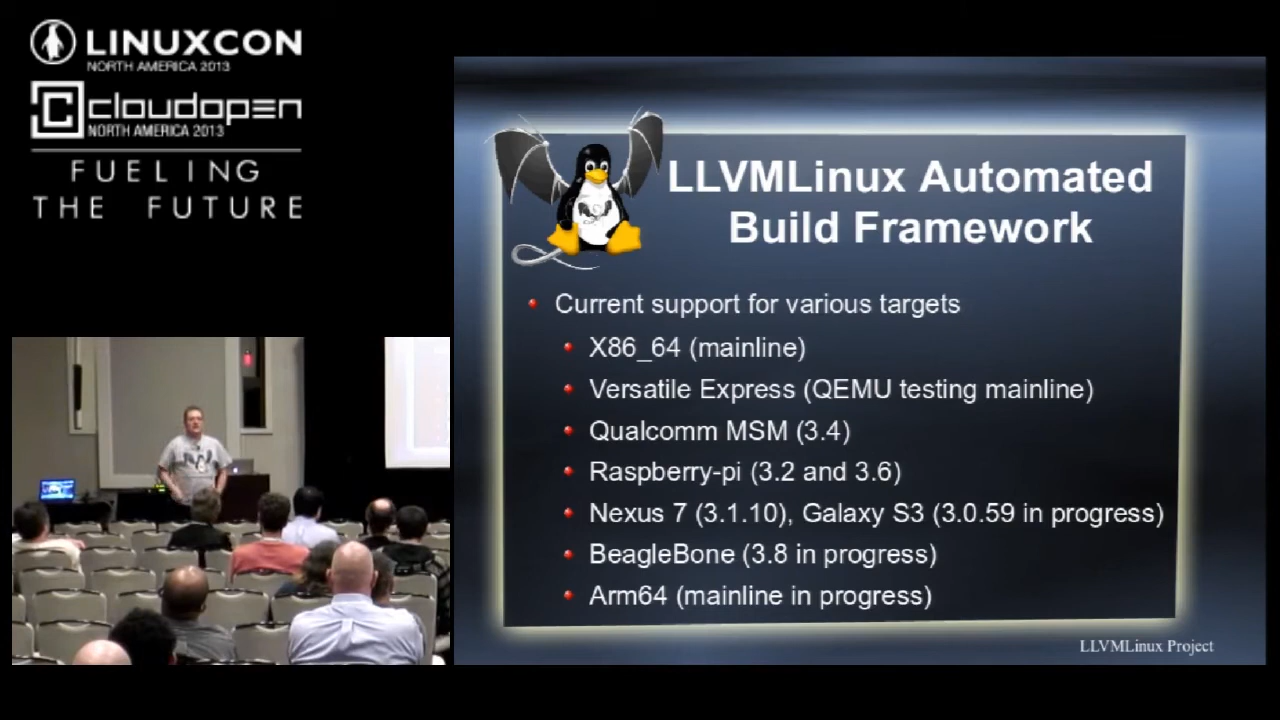 LINUXCON
NORTH AMERICA 2013
cloudopen
NORTH AMERICA 2013
FUELING
THE FUTURE
LLVMLinux Automated
Build Framework
Current support for various targets
X86_64 (mainline)
Versatile Express (QEMU testing mainline)
Qualcomm MSM (3.4)
Raspberry-pi (3.2 and 3.6)
Nexus 7 (3.1.10), Galaxy S3 (3.0.59 in progress)
BeagleBone (3.8 in progress)
Arm64 (mainline in progress)
LLVMLinux Project